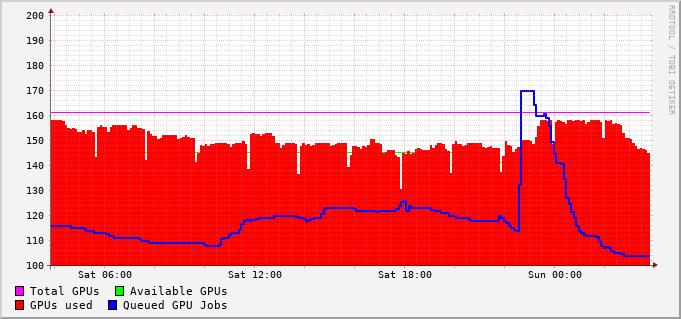 200
190
180
170
160
150
140
130
120
110
100
Sat 06:00 Sat 12:00 Sat 18:00 Sun 00:00
Total GPUs Available GPUs
GPUs used Queued GPU Jobs
RRDTOOL / TOBI OETIKER